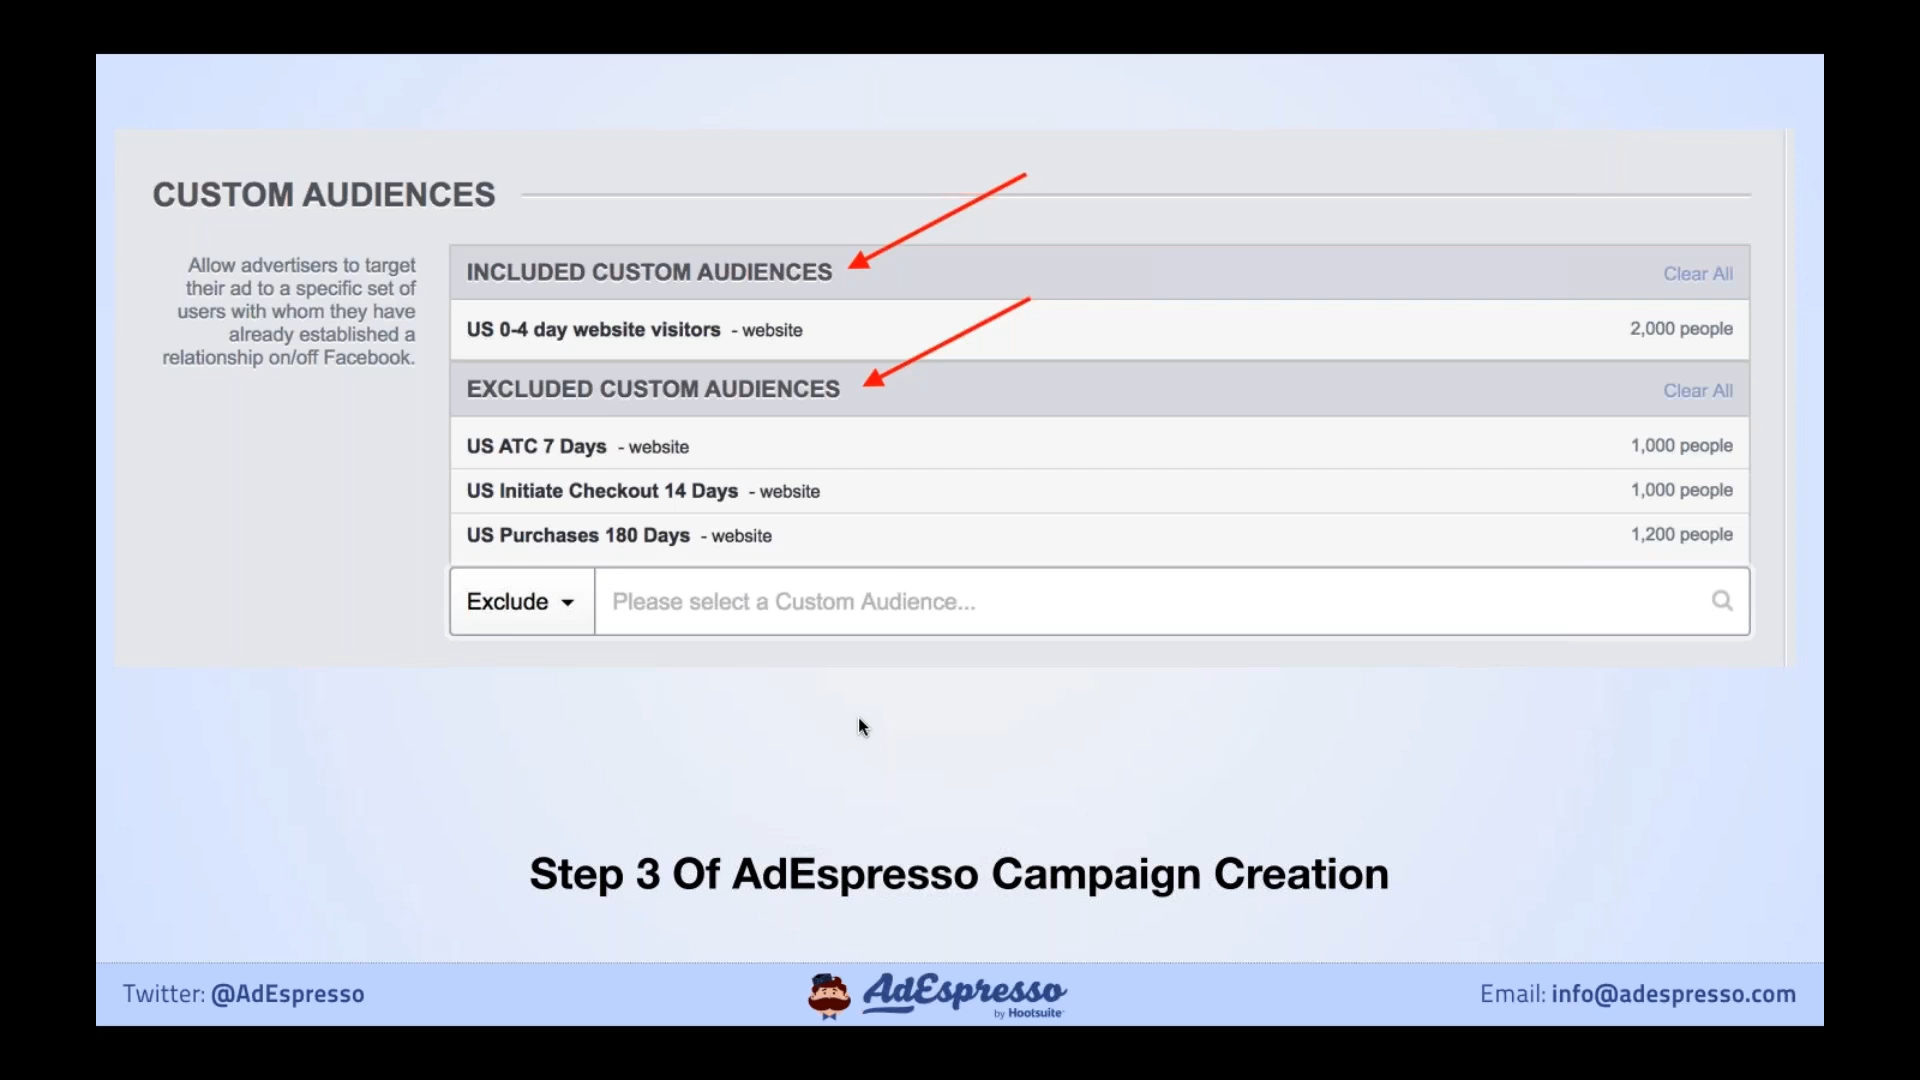 CUSTOM AUDIENCES
Allow advertisers to target
their ad to a specific set of
users with whom they have
already established a
relationship on/off Facebook.
INCLUDED CUSTOM AUDIENCES Clear All
US 0-4 day website visitors - website 2,000 people
EXCLUDED CUSTOM AUDIENCES Clear All
US ATC 7 Days - website 1,000 people
US Initiate Checkout 14 Days - website 1,000 people
US Purchases 180 Days - website 1,200 people
Exclude Please select a Custom Audience...
Step 3 Of AdEspresso Campaign Creation
Twitter: @AdEspresso
AdEspresso
by Hootsuite
Email: info@adespresso.com